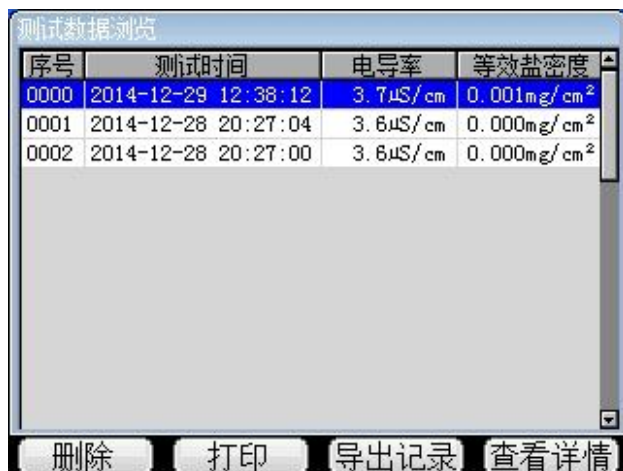 测试数据浏览
序号 测试时间 电导率 等效盐密度
0000 2014-12-29 12:38:12 3.7μS/cm 0.001mg/cm²
0001 2014-12-28 20:27:04 3.6μS/cm 0.000mg/cm²
0002 2014-12-28 20:27:00 3.6μS/cm 0.000mg/cm²
删除 打印 导出记录 查看详情